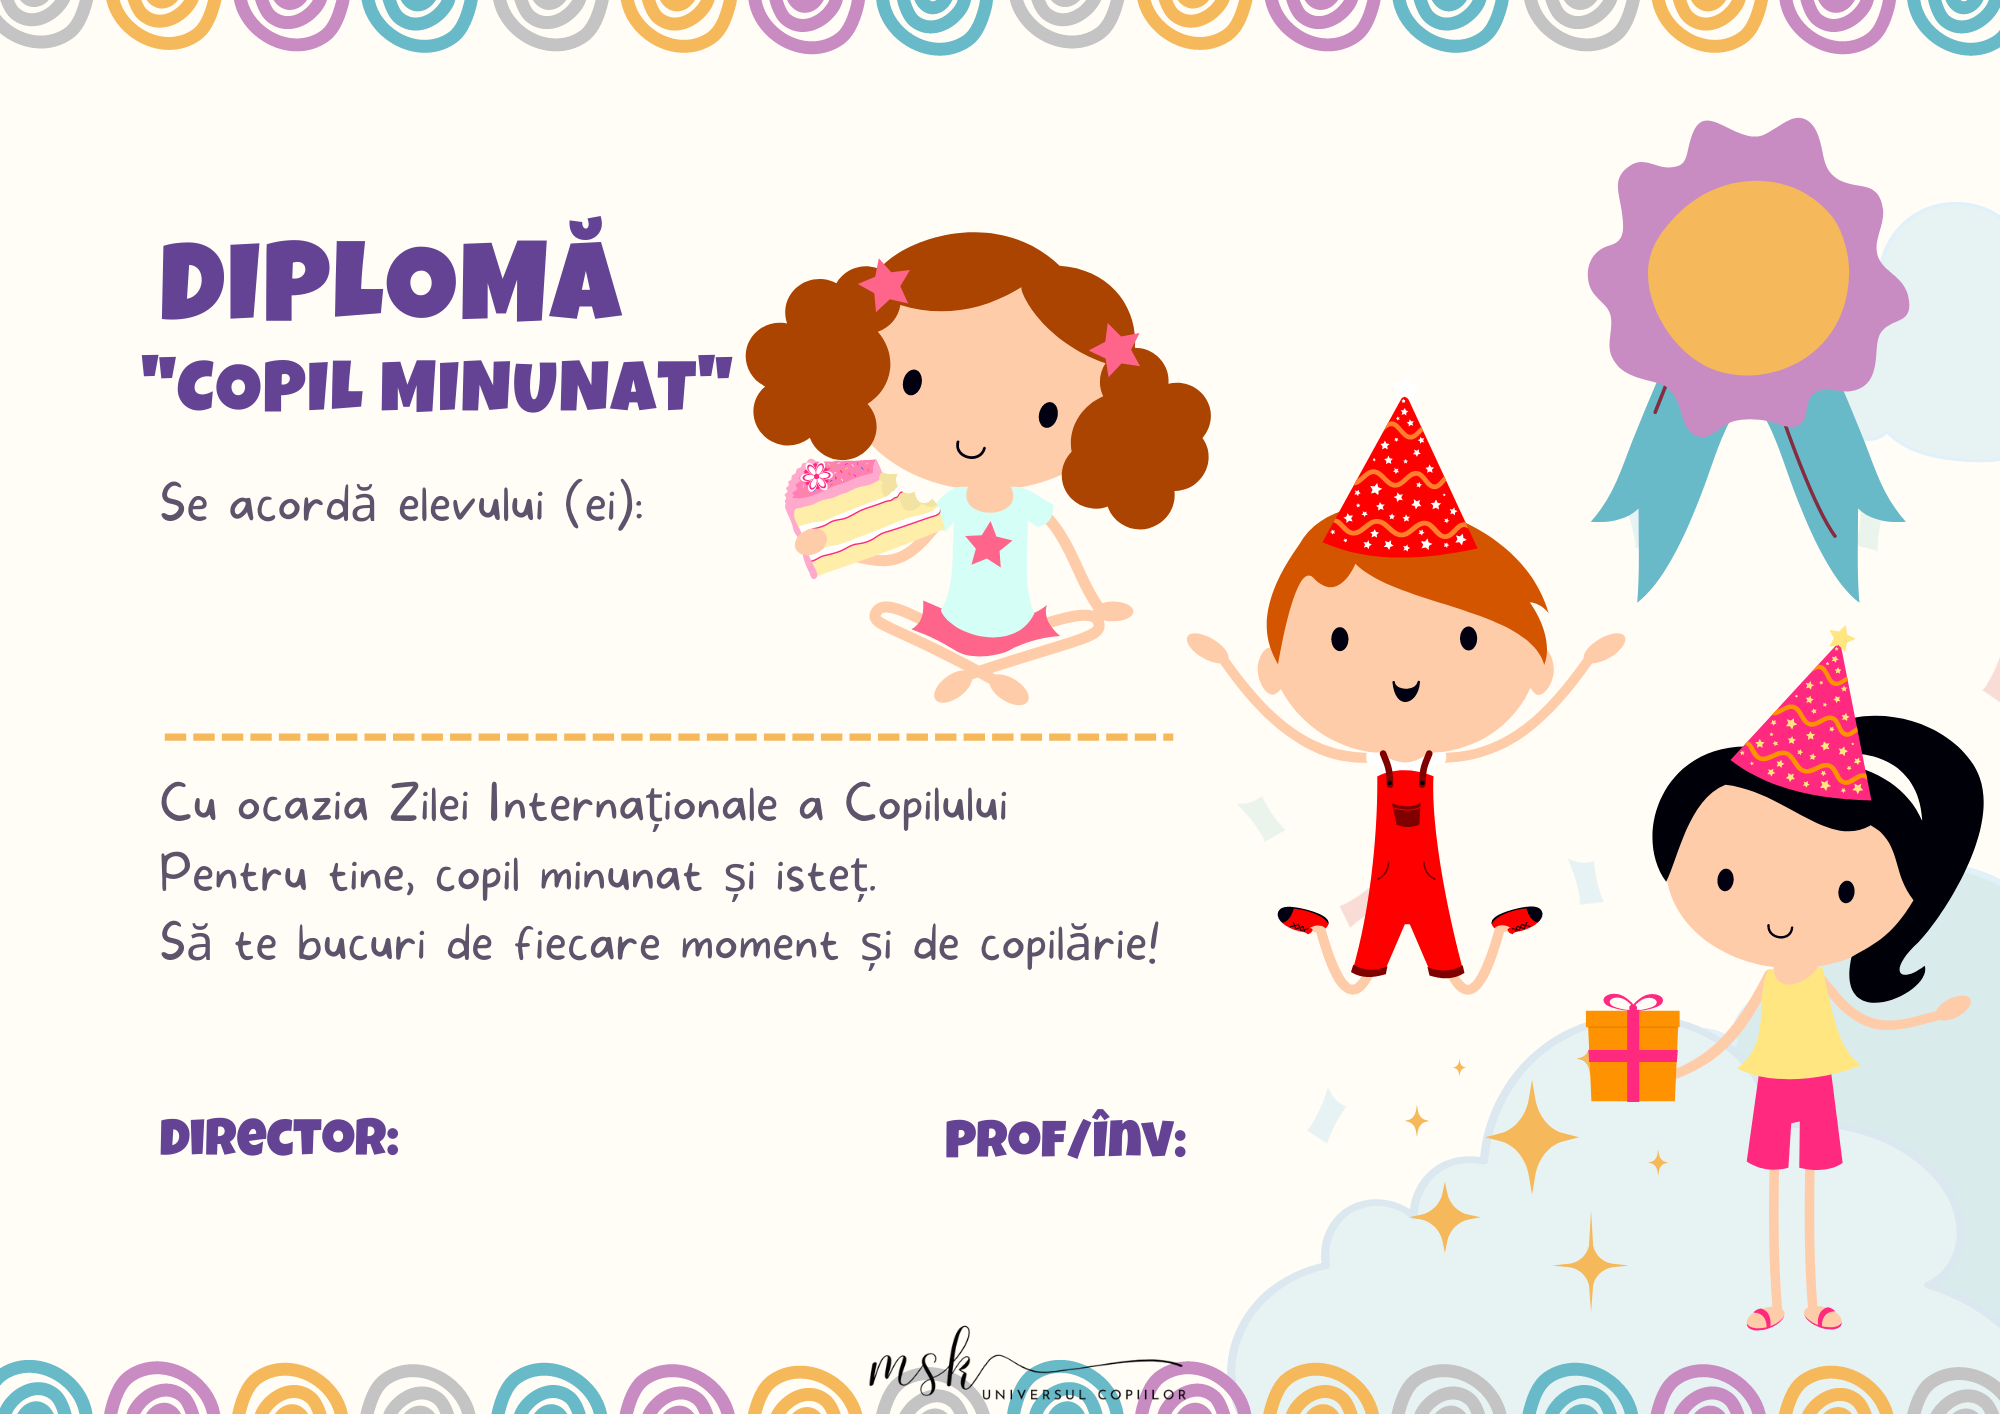 DIPLOMĂ
"COPIL MINUNAT"
Se acordă elevului (ei):
Cu ocazia Zilei Internaționale a Copilului
Pentru tine, copil minunat și isteț.
Să te bucuri de fiecare moment și de copilărie!
DIRECTOR:
PROF/ÎNV:
msk
UNIVERSUL COPIILOR